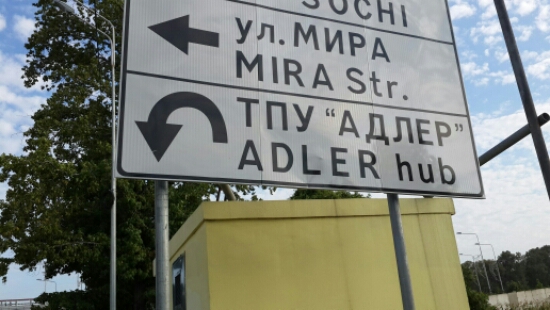 SOCHI
ул. МИРА
MIRA Str.
ТПУ “АДЛЕР”
ADLER hub